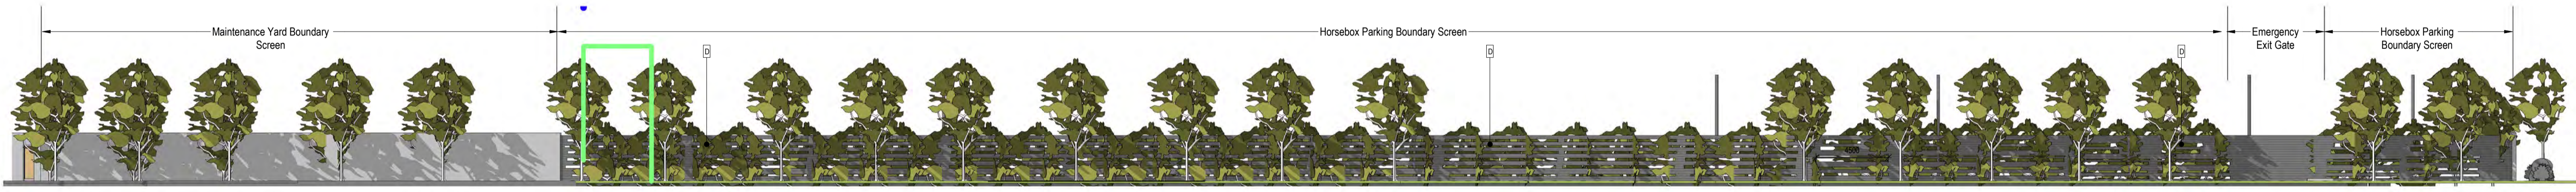 Maintenance Yard Boundary
Screen
Horsebox Parking Boundary Screen
Emergency
Exit Gate
Horsebox Parking
Boundary Screen
D
D
D